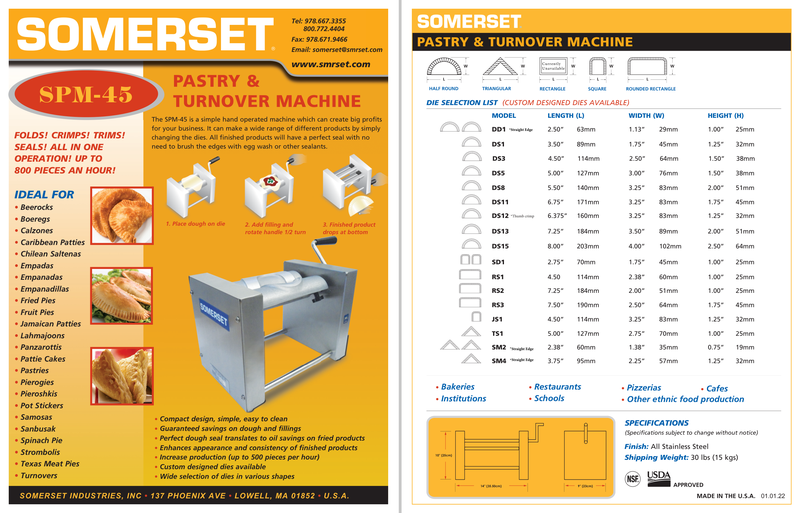 SOMERSET
Tel: 978.667.3355
800.772.4404
Fax: 978.671.9466
Email: somerset@smrset.com
www.smrset.com
SPM-45
PASTRY &
TURNOVER MACHINE
The SPM-45 is a simple hand operated machine which can create big profits
for your business. It can make a wide range of different products by simply
changing the dies. All finished products will have a perfect seal with no
need to brush the edges with egg wash or other sealants.
FOLDS! CRIMPS! TRIMS!
SEALS! ALL IN ONE
OPERATION! UP TO
800 PIECES AN HOUR!
1. Place dough on die
2. Add filling and
rotate handle 1/2 turn
3. Finished product
drops at bottom
IDEAL FOR
• Beerocks
• Boeregs
• Calzones
• Caribbean Patties
• Chilean Saltenas
• Empadas
• Empanadas
• Empanadillas
• Fried Pies
• Fruit Pies
• Jamaican Patties
• Lahmajoons
• Panzarottis
• Pattie Cakes
• Pastries
• Pierogies
• Pieroshkis
• Pot Stickers
• Samosas
• Sanbusak
• Spinach Pie
• Strombolis
• Texas Meat Pies
• Turnovers
SOMERSET
• Compact design, simple, easy to clean
• Guaranteed savings on dough and fillings
• Perfect dough seal translates to oil savings on fried products
• Enhances appearance and consistency of finished products
• Increase production (up to 500 pieces per hour)
• Custom designed dies available
• Wide selection of dies in various shapes
SOMERSET INDUSTRIES, INC • 137 PHOENIX AVE • LOWELL, MA 01852 • U.S.A.
SOMERSET
PASTRY & TURNOVER MACHINE
W W Currently Unavailable W W W
L L L L L
HALF ROUND TRIANGULAR RECTANGLE SQUARE ROUNDED RECTANGLE
DIE SELECTION LIST (CUSTOM DESIGNED DIES AVAILABLE)
MODEL LENGTH (L) WIDTH (W) HEIGHT (H)
DD1 *Straight Edge 2.50" 63mm 1.13" 29mm 1.00" 25mm
DS1 3.50" 89mm 1.75" 45mm 1.25" 32mm
DS3 4.50" 114mm 2.50" 64mm 1.50" 38mm
DS5 5.00" 127mm 3.00" 76mm 1.50" 38mm
DS8 5.50" 140mm 3.25" 83mm 2.00" 51mm
DS11 6.75" 171mm 3.25" 83mm 1.75" 45mm
DS12 *Thumb crimp 6.375" 160mm 3.25" 83mm 1.25" 32mm
DS13 7.25" 184mm 3.50" 89mm 2.00" 51mm
DS15 8.00" 203mm 4.00" 102mm 2.50" 64mm
SD1 2.75" 70mm 1.75" 45mm 1.00" 25mm
RS1 4.50 114mm 2.38" 60mm 1.00" 25mm
RS2 7.25" 184mm 2.00" 51mm 1.00" 25mm
RS3 7.50" 190mm 2.50" 64mm 1.75" 45mm
JS1 4.50" 114mm 3.25" 83mm 1.25" 32mm
TS1 5.00" 127mm 2.75" 70mm 1.00" 25mm
SM2 *Straight Edge 2.38" 60mm 1.38" 35mm 0.75" 19mm
SM4 *Straight Edge 3.75" 95mm 2.25" 57mm 1.25" 32mm
• Bakeries • Restaurants • Pizzerias • Cafes
• Institutions • Schools • Other ethnic food production
SPECIFICATIONS
(Specifications subject to change without notice)
Finish: All Stainless Steel
Shipping Weight: 30 lbs (15 kgs)
NSF USDA APPROVED
MADE IN THE U.S.A. 01.01.22